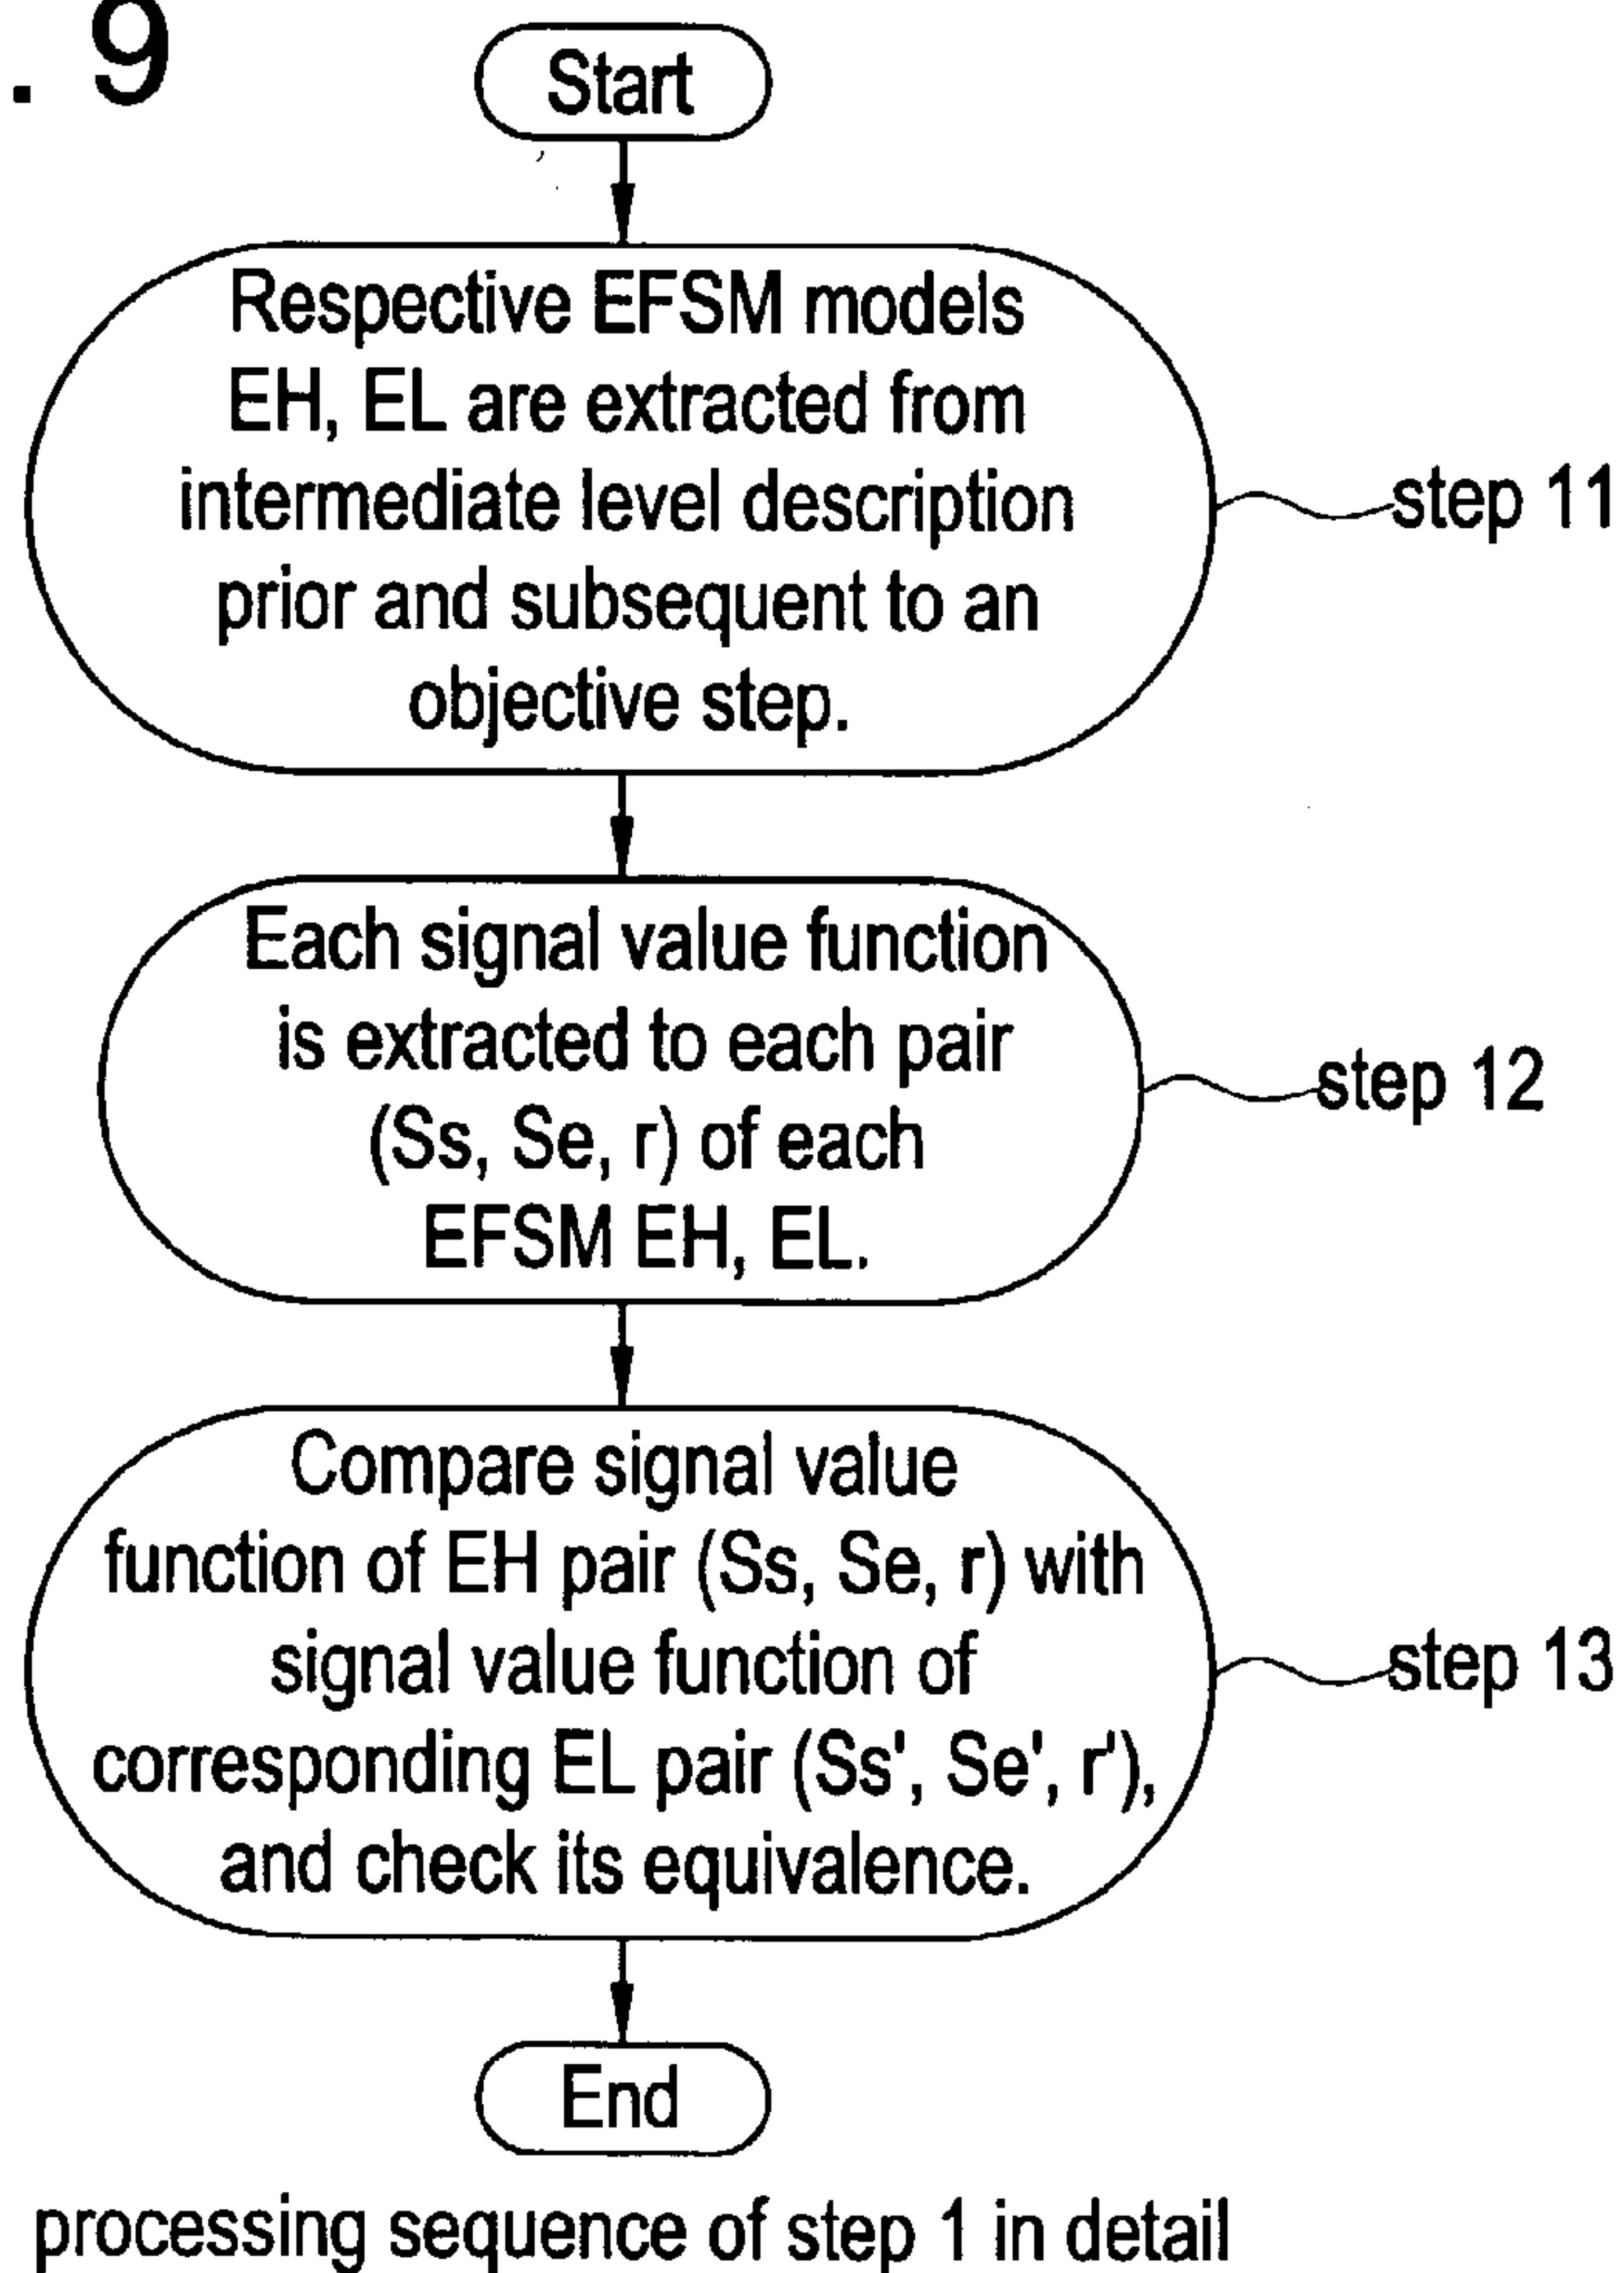 . 9
Start
Respective EFSM models
EH, EL are extracted from
intermediate level description
prior and subsequent to an
objective step.
step 11
Each signal value function
is extracted to each pair
(Ss, Se, r) of each
EFSM EH, EL.
step 12
Compare signal value
function of EH pair (Ss, Se, r) with
signal value function of
corresponding EL pair (Ss', Se', r'),
and check its equivalence.
step 13
End
processing sequence of step 1 in detail